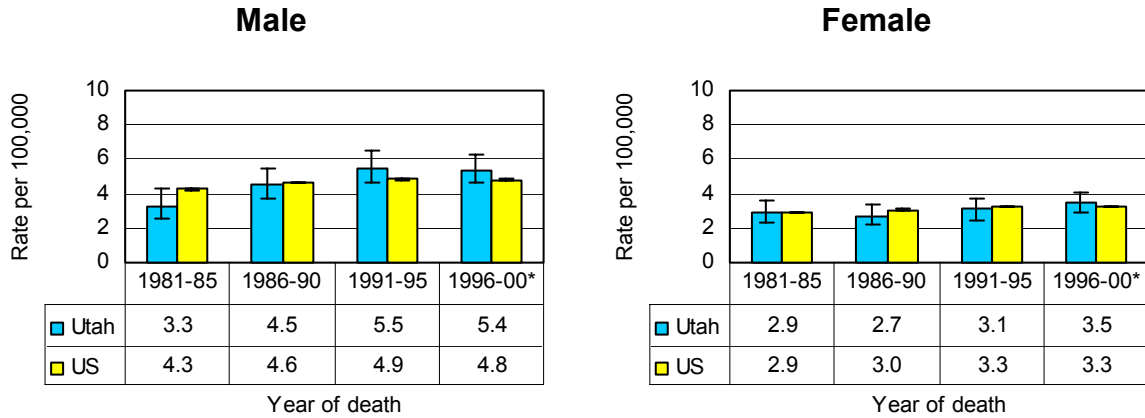 Male
Rate per 100,000
10
8
6
4
2
0
1981-85 1986-90 1991-95 1996-00*
Utah 3.3 4.5 5.5 5.4
US 4.3 4.6 4.9 4.8
Year of death
Female
Rate per 100,000
10
8
6
4
2
0
1981-85 1986-90 1991-95 1996-00*
Utah 2.9 2.7 3.1 3.5
US 2.9 3.0 3.3 3.3
Year of death